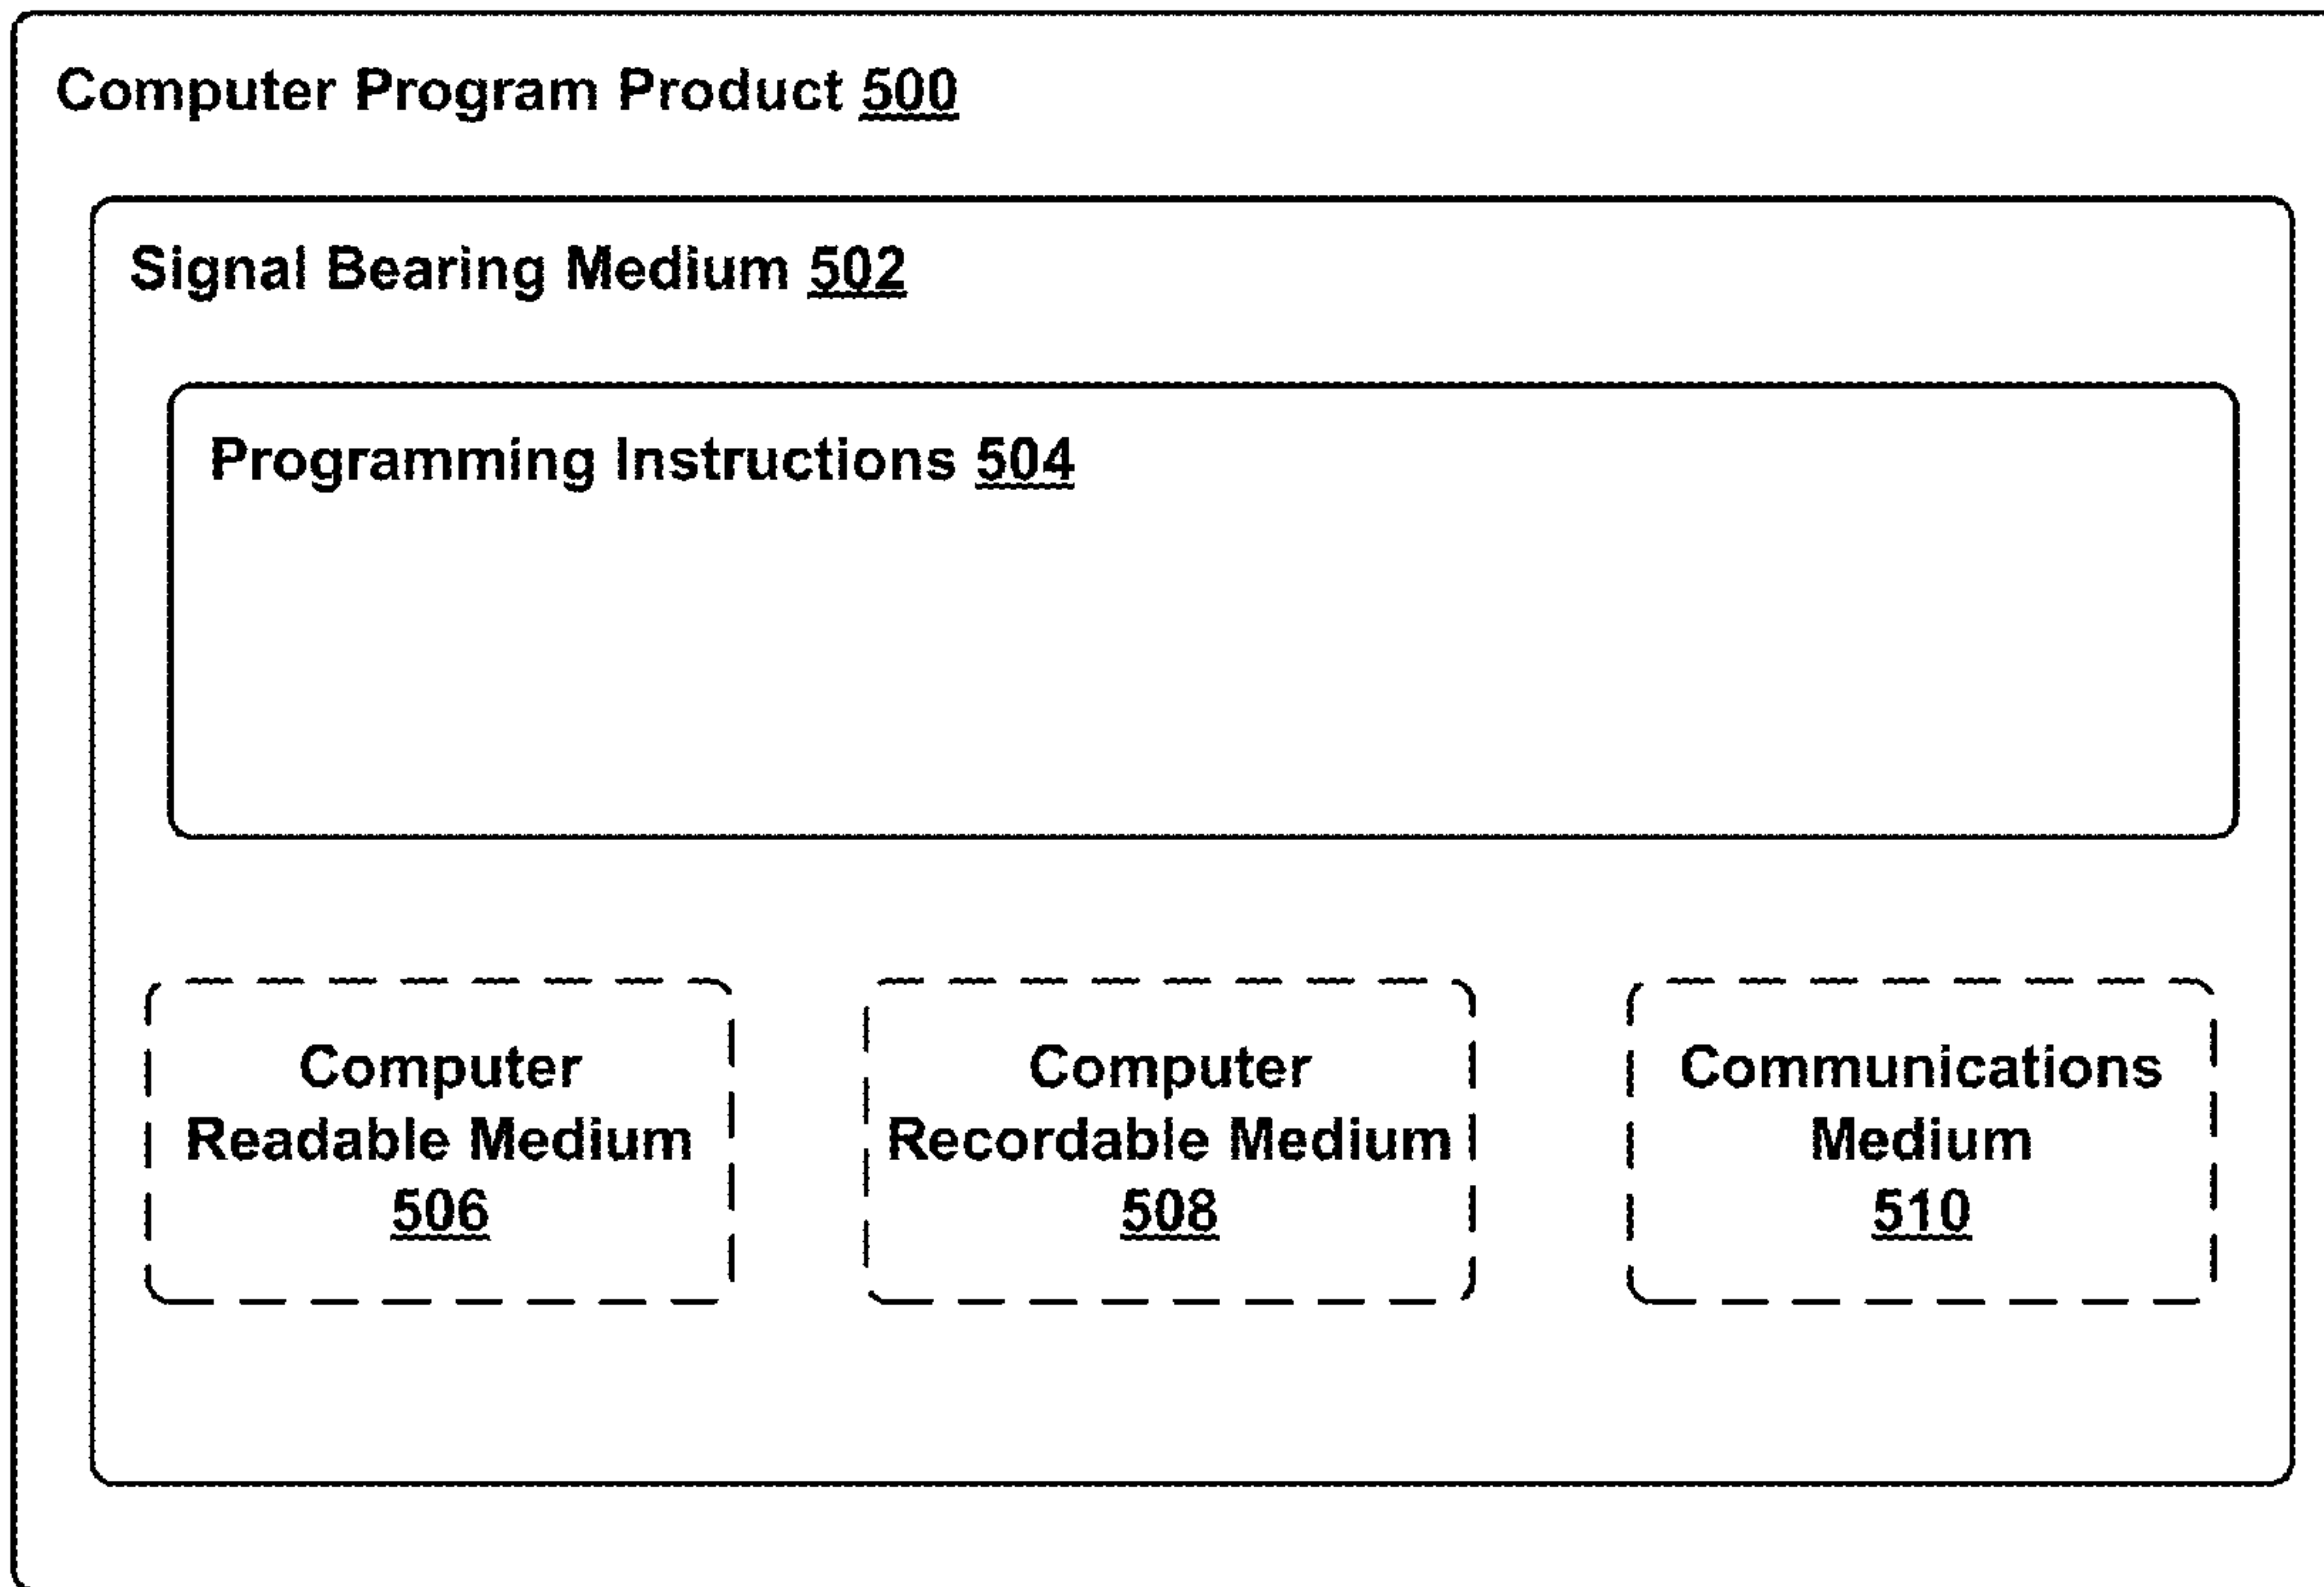 Computer Program Product 500
Signal Bearing Medium 502
Programming Instructions 504
Computer
Readable Medium
506
Computer
Recordable Medium
508
Communications
Medium
510